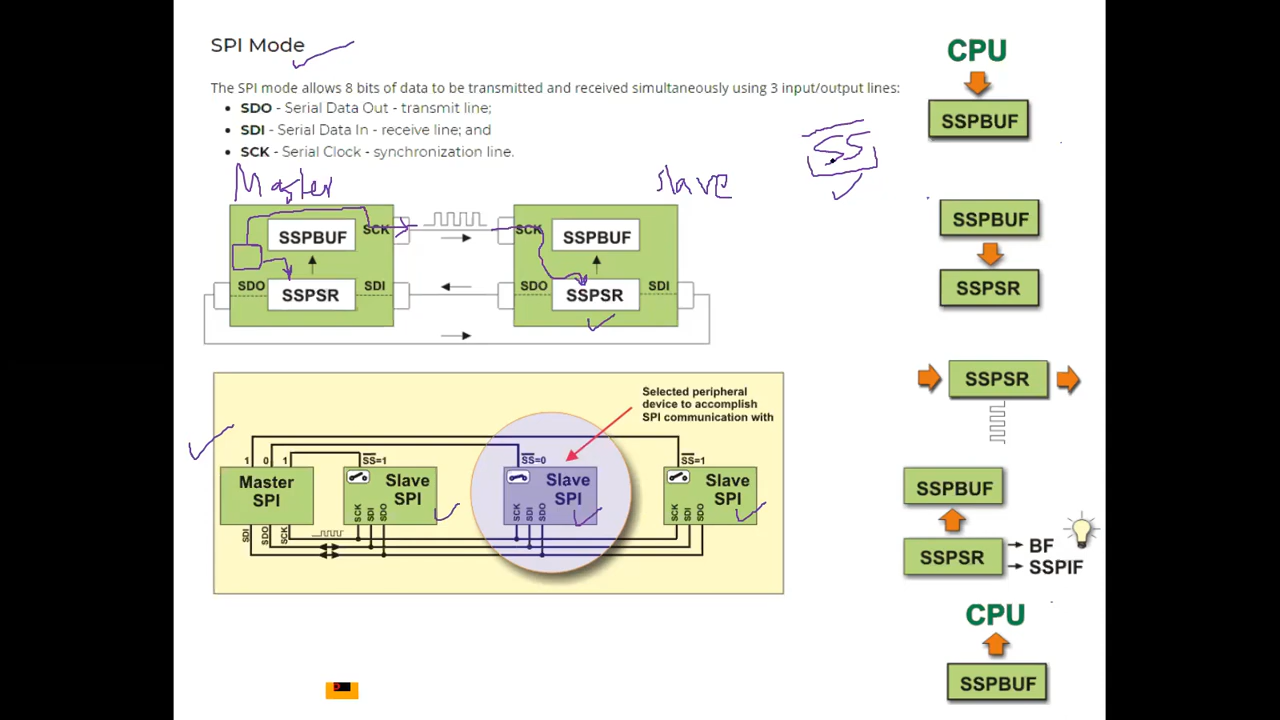 SPI Mode
The SPI mode allows 8 bits of data to be transmitted and received simultaneously using 3 input/output lines:
• SDO - Serial Data Out - transmit line;
• SDI - Serial Data In - receive line; and
• SCK - Serial Clock - synchronization line.
SS
Master
Slave
SSPBUF
SCK
SDO
SSPSR
SDI
SCK
SSPBUF
SDO
SSPSR
SDI
Selected peripheral
device to accomplish
SPI communication with
1 0 1
SS=1
SS=0
SS=1
Master
SPI
Slave
SPI
Slave
SPI
Slave
SPI
SDI SDO SCK
SCK SDI SDO
SCK SDI SDO
SCK SDI SDO
CPU
SSPBUF
SSPBUF
SSPSR
SSPSR
SSPBUF
SSPSR
BF
SSPIF
CPU
SSPBUF